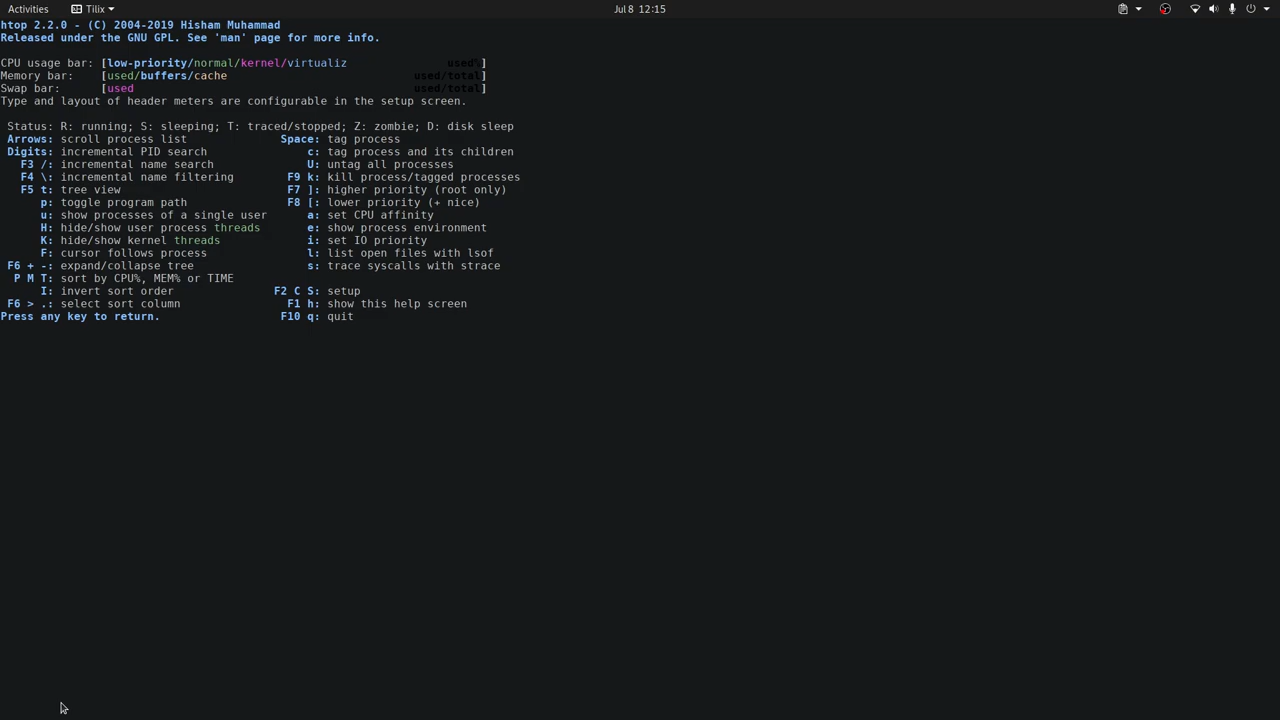 Activities Tilix Jul 8 12:15
htop 2.2.0 - (C) 2004-2019 Hisham Muhammad
Released under the GNU GPL. See 'man' page for more info.
CPU usage bar: [low-priority/normal/kernel/virtualiz used%]
Memory bar: [used/buffers/cache used/total]
Swap bar: [used used/total]
Type and layout of header meters are configurable in the setup screen.
Status: R: running; S: sleeping; T: traced/stopped; Z: zombie; D: disk sleep
Arrows: scroll process list Space: tag process
Digits: incremental PID search c: tag process and its children
F3 /: incremental name search U: untag all processes
F4 \: incremental name filtering F9 k: kill process/tagged processes
F5 t: tree view F7 ]: higher priority (root only)
p: toggle program path F8 [: lower priority (+ nice)
u: show processes of a single user a: set CPU affinity
H: hide/show user process threads e: show process environment
K: hide/show kernel threads i: set IO priority
F: cursor follows process l: list open files with lsof
F6 + -: expand/collapse tree s: trace syscalls with strace
P M T: sort by CPU%, MEM% or TIME
I: invert sort order F2 C S: setup
F6 > .: select sort column F1 h: show this help screen
Press any key to return. F10 q: quit